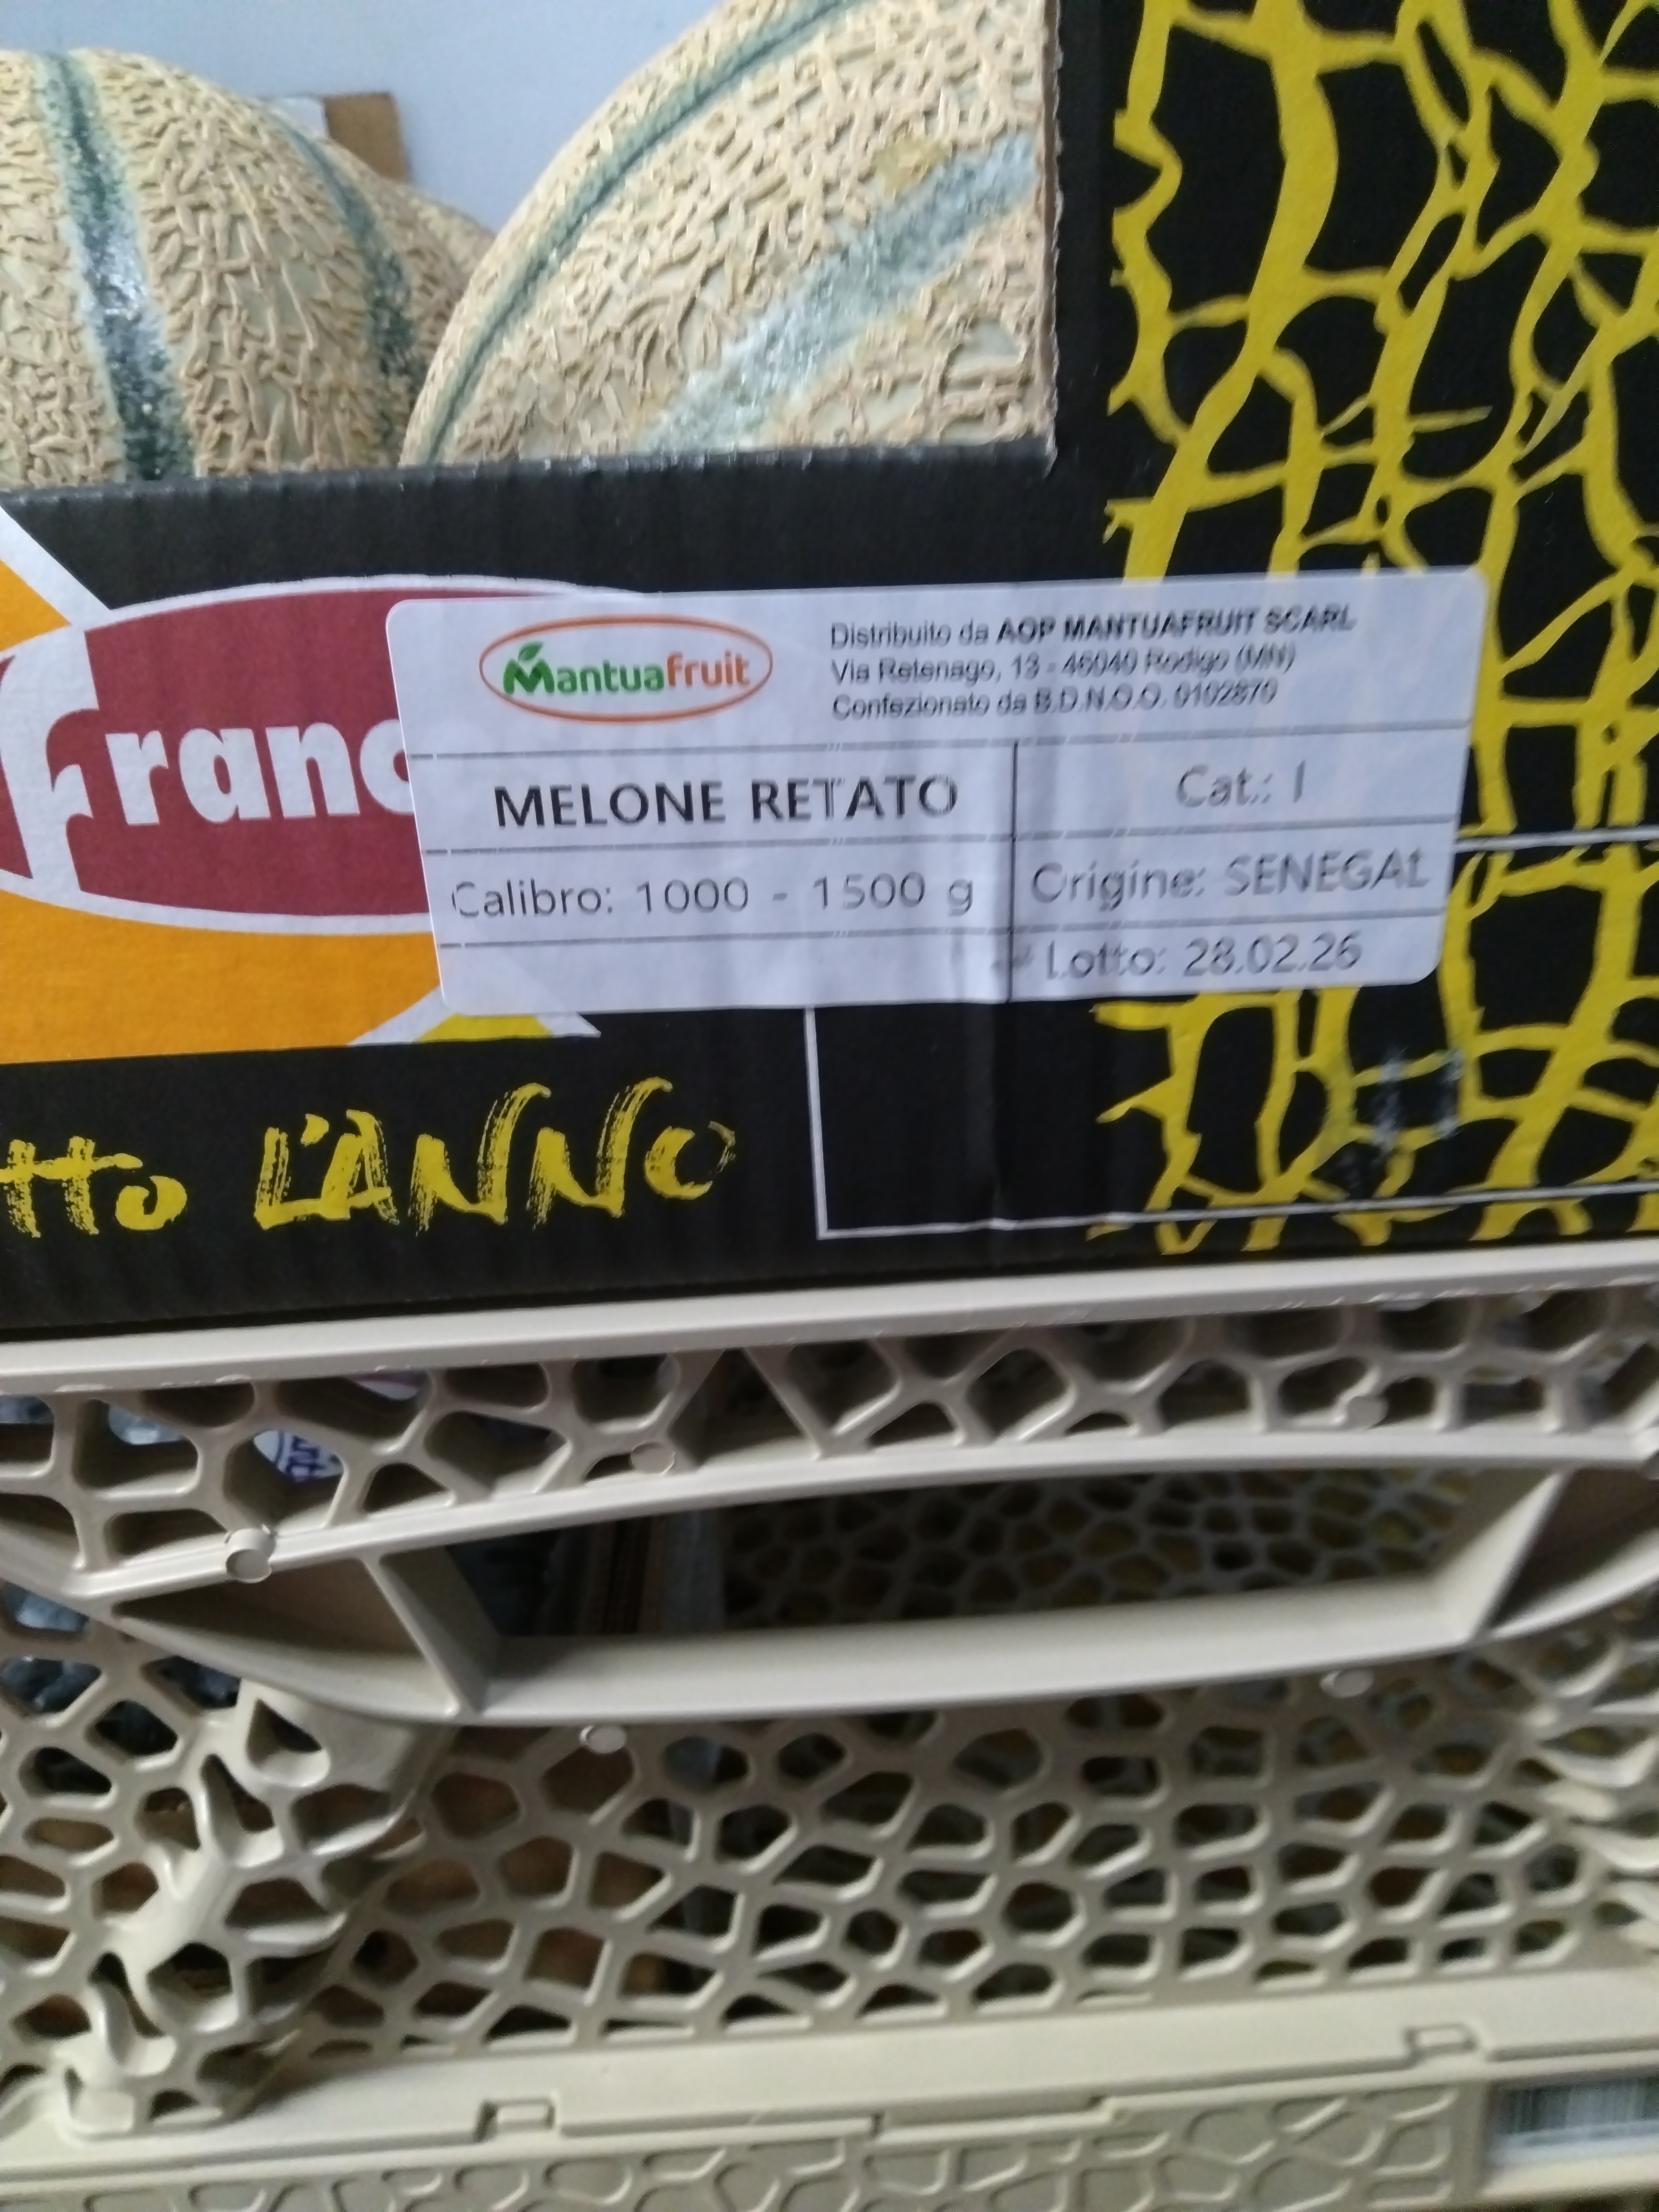 Mantuafruit
Distribuito da AOP MANTUAFRUIT SCARL
Via Retenago, 13 - 46040 Rodigo (MN)
Confezionato da B.D.N.O.O. 0102870
franc
MELONE RETATO
Cat.: I
Calibro: 1000 - 1500 g
Origine: SENEGAL
Lotto: 28.02.26
tto L'ANNO